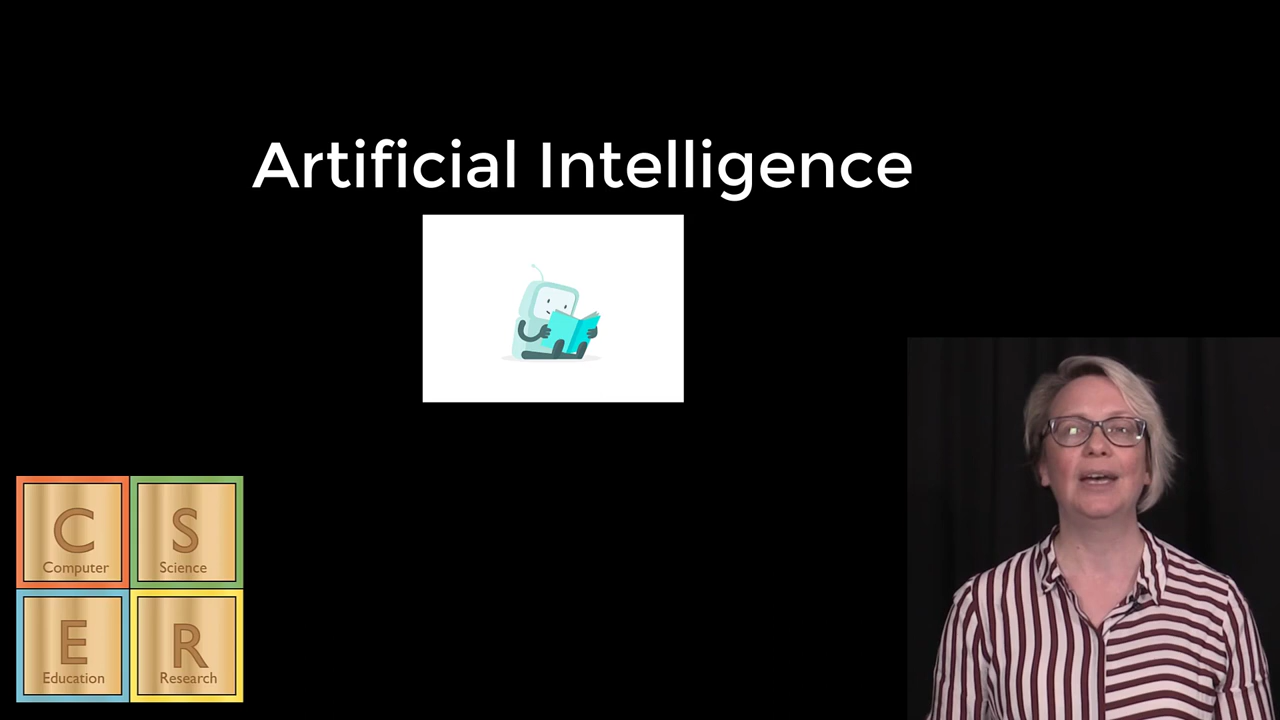 Artificial Intelligence
C S
Computer Science
E R
Education Research